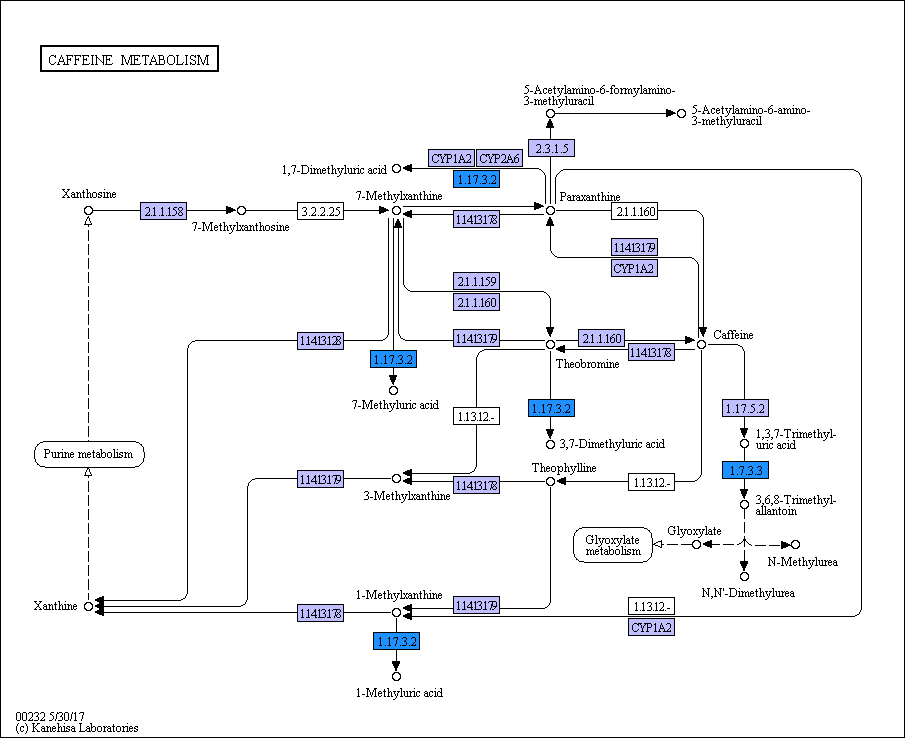 CAFFEINE METABOLISM
5-Acetylamino-6-formylamino-
3-methyluracil
5-Acetylamino-6-amino-
3-methyluracil
2.3.1.5
CYP1A2
CYP2A6
1,7-Dimethyluric acid
1.17.3.2
Xanthosine
7-Methylxanthine
Paraxanthine
2.1.1.158
3.2.2.25
2.1.1.160
7-Methylxanthosine
1.14.13.178
1.14.13.179
CYP1A2
2.1.1.159
2.1.1.160
1.14.13.128
1.14.13.179
2.1.1.160
Caffeine
1.14.13.178
1.17.3.2
Theobromine
7-Methyluric acid
1.13.12.-
1.17.3.2
1.17.5.2
3,7-Dimethyluric acid
1,3,7-Trimethyl-
uric acid
Purine metabolism
Theophylline
1.7.3.3
1.14.13.179
3-Methylxanthine
1.14.13.178
1.13.12.-
3,6,8-Trimethyl-
allantoin
Glyoxylate
Glyoxylate
metabolism
N-Methylurea
N,N'-Dimethylurea
1-Methylxanthine
Xanthine
1.14.13.178
1.14.13.179
1.13.12.-
CYP1A2
1.17.3.2
1-Methyluric acid
00232 5/30/17
(c) Kanehisa Laboratories